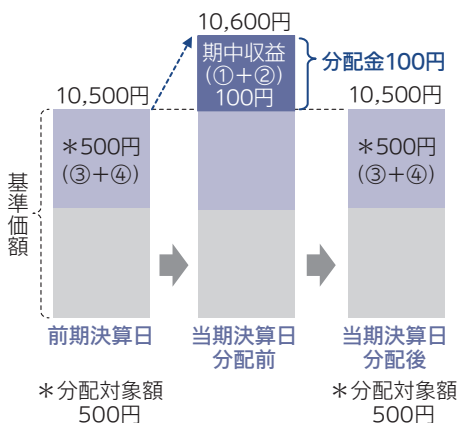 10,600円
期中収益
(①+②)
100円
分配金100円
10,500円
10,500円
＊500円
(③+④)
＊500円
(③+④)
基準価額
前期決算日
当期決算日
分配前
当期決算日
分配後
＊分配対象額
500円
＊分配対象額
500円